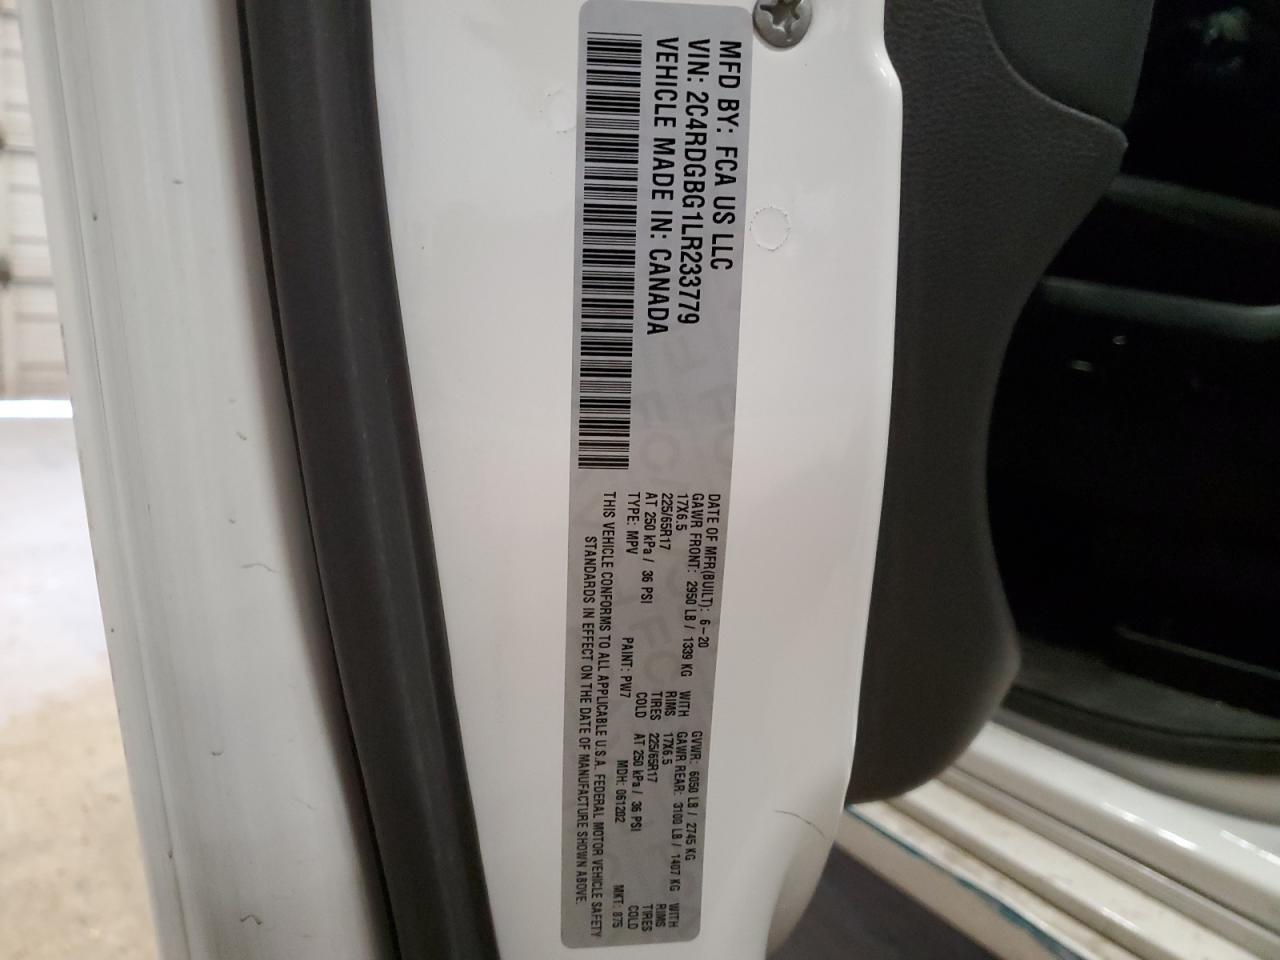 MFD BY: FCA US LLC
VIN: 2C4RDGBG1LR233779
VEHICLE MADE IN: CANADA
DATE OF MFR(BUILT): 6-20 GVWR: 6050 LB / 2745 KG
GAWR FRONT: 2950 LB / 1339 KG WITH GAWR REAR: 3100 LB / 1407 KG WITH
17X6.5 RIMS 17X6.5 RIMS
225/65R17 TIRES 225/65R17 TIRES
AT 250 kPa / 36 PSI COLD AT 250 kPa / 36 PSI COLD
TYPE: MPV PAINT: PW7 MDH: 061202 MKT: 875
THIS VEHICLE CONFORMS TO ALL APPLICABLE U.S.A. FEDERAL MOTOR VEHICLE SAFETY
STANDARDS IN EFFECT ON THE DATE OF MANUFACTURE SHOWN ABOVE.